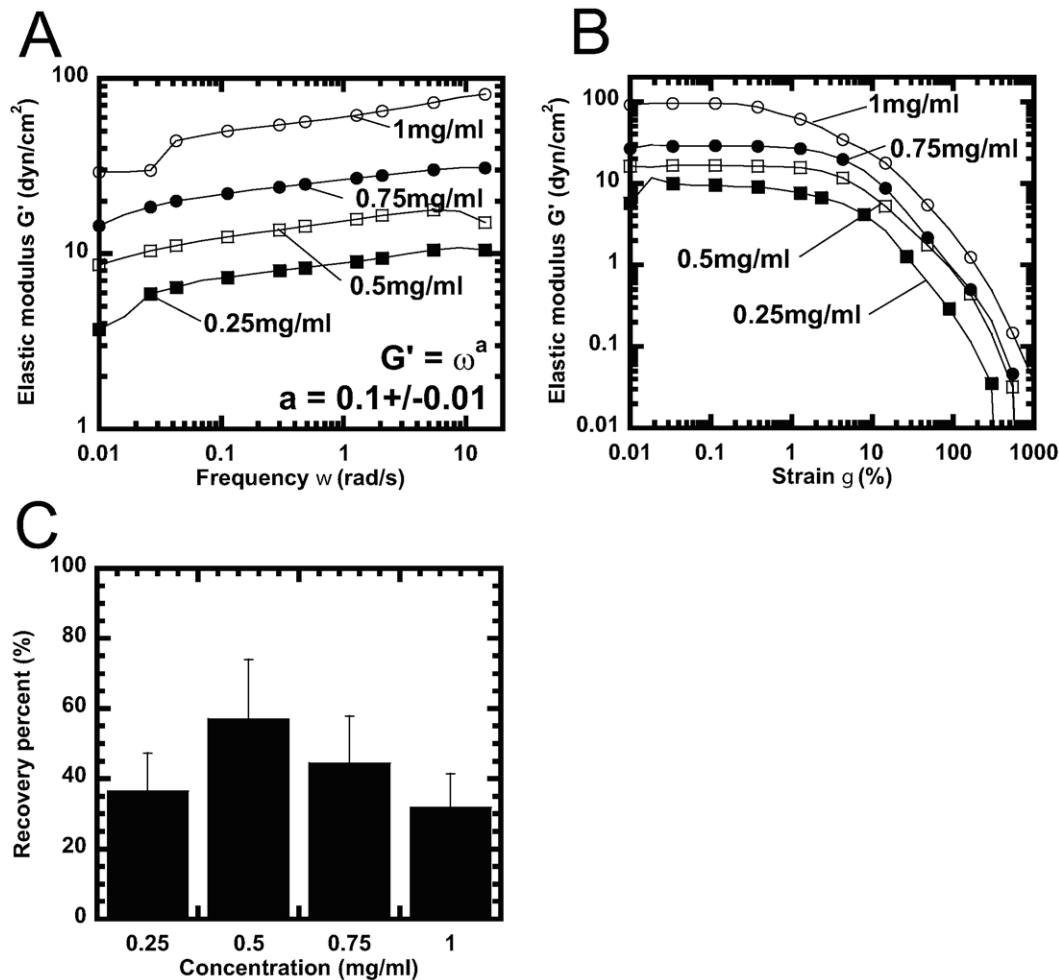 A
Elastic modulus G' (dyn/cm²)
100
10
1
1mg/ml
0.75mg/ml
0.5mg/ml
0.25mg/ml
G' = ωᵃ
a = 0.1+/-0.01
0.01 0.1 1 10
Frequency w (rad/s)
B
Elastic modulus G' (dyn/cm²)
100
10
1
0.1
0.01
1mg/ml
0.75mg/ml
0.5mg/ml
0.25mg/ml
0.01 0.1 1 10 100 1000
Strain g (%)
C
Recovery percent (%)
100
80
60
40
20
0
0.25 0.5 0.75 1
Concentration (mg/ml)